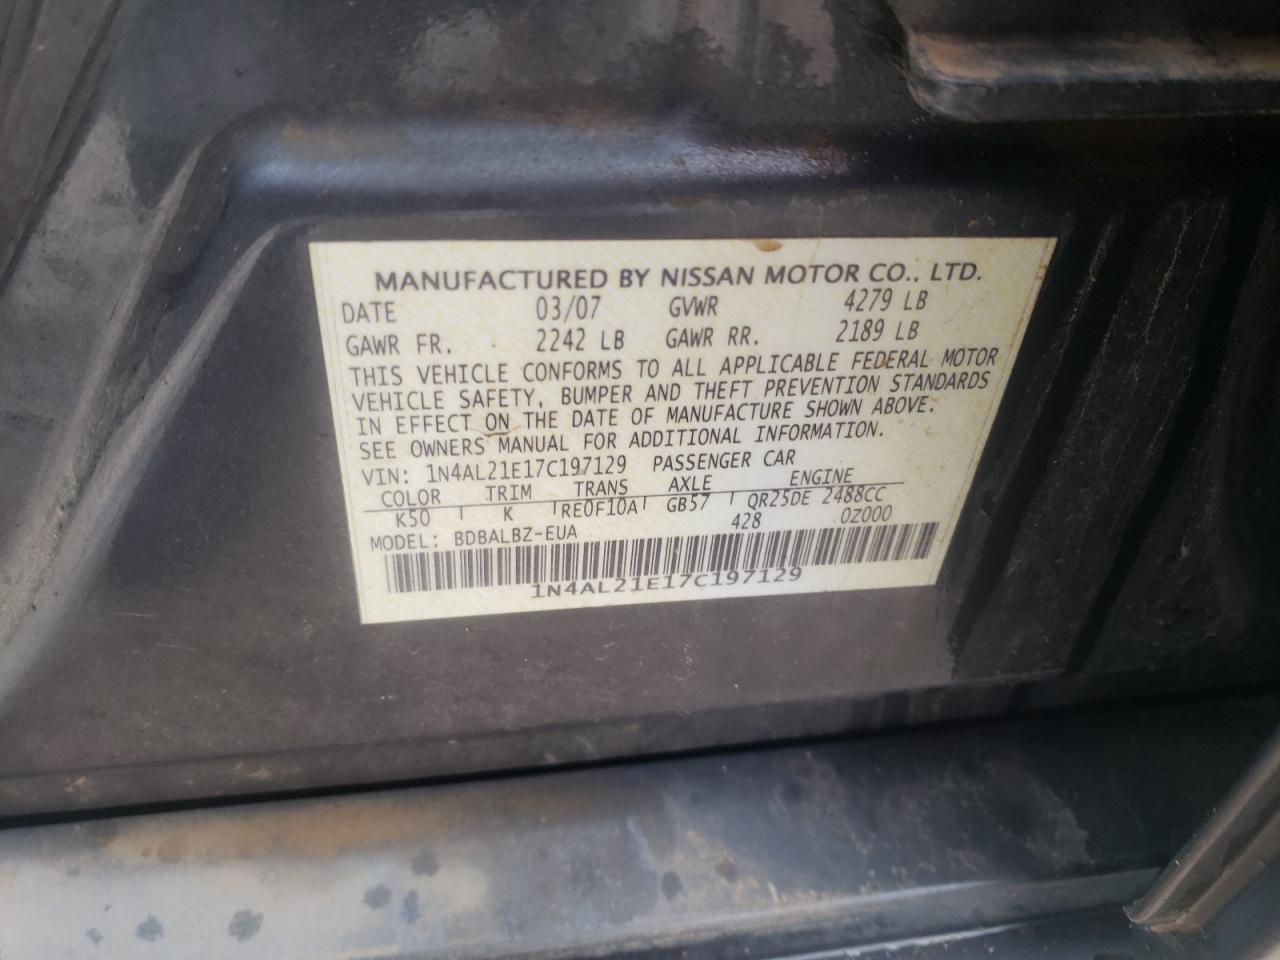 MANUFACTURED BY NISSAN MOTOR CO., LTD.
DATE 03/07 GVWR 4279 LB
GAWR FR. 2242 LB GAWR RR. 2189 LB
THIS VEHICLE CONFORMS TO ALL APPLICABLE FEDERAL MOTOR
VEHICLE SAFETY, BUMPER AND THEFT PREVENTION STANDARDS
IN EFFECT ON THE DATE OF MANUFACTURE SHOWN ABOVE.
SEE OWNERS MANUAL FOR ADDITIONAL INFORMATION.
VIN: 1N4AL21E17C197129 PASSENGER CAR
COLOR TRIM TRANS AXLE ENGINE
K50 K RE0F10A GB57 QR25DE 2488CC
MODEL: BDBALBZ-EUA 428 0Z000
1N4AL21E17C197129